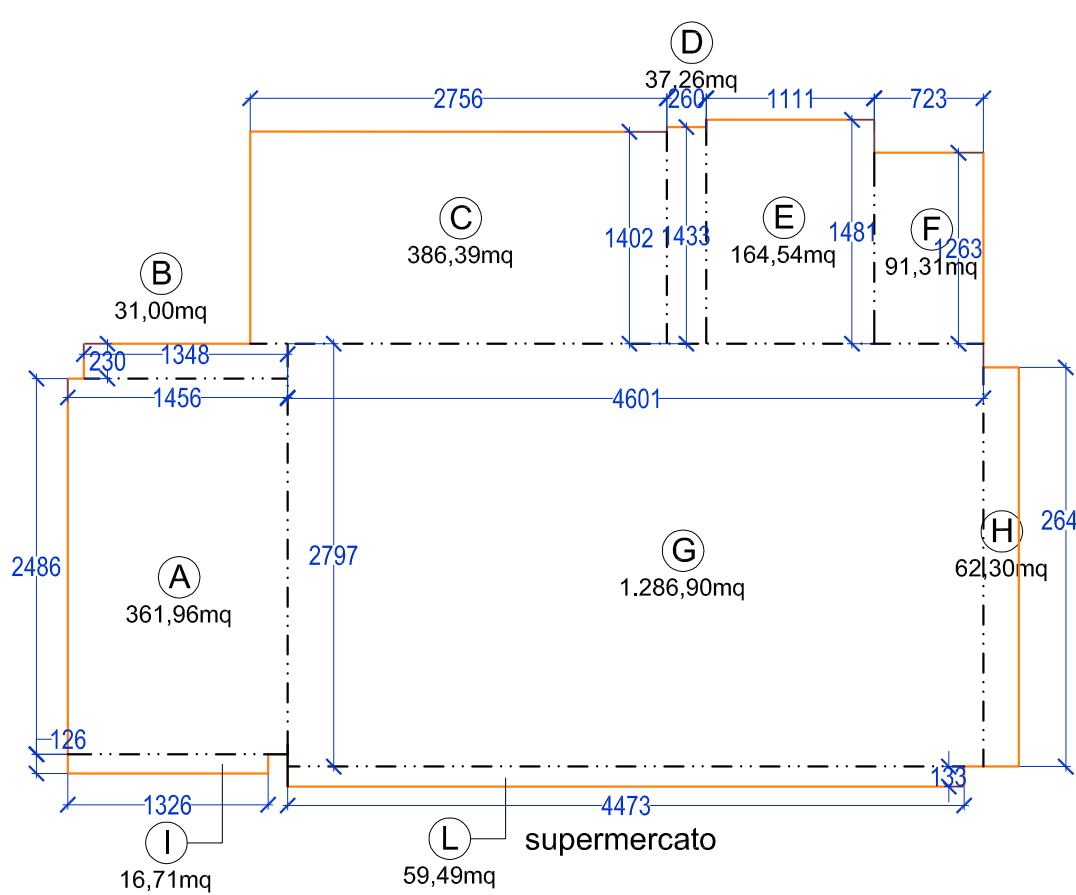 D
37,26mq
2756
260
1111
723
C
386,39mq
1402
1433
E
164,54mq
1481
F
1263
91,31mq
B
31,00mq
230
1348
1456
4601
2486
A
361,96mq
2797
G
1.286,90mq
H
62,30mq
264
126
1326
133
4473
I
16,71mq
L
59,49mq
supermercato